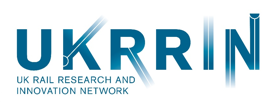 UKRRIN
UK RAIL RESEARCH AND
INNOVATION NETWORK